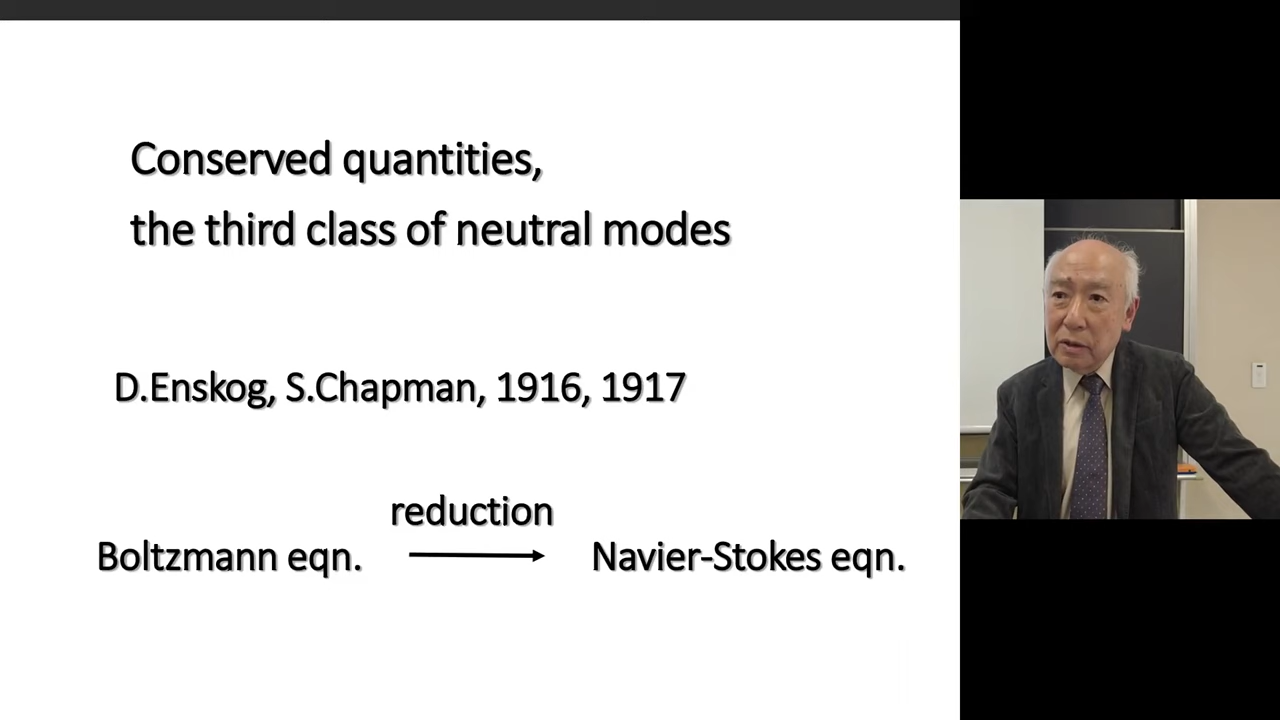 Conserved quantities,
the third class of neutral modes
D.Enskog, S.Chapman, 1916, 1917
reduction
Boltzmann eqn. Navier-Stokes eqn.